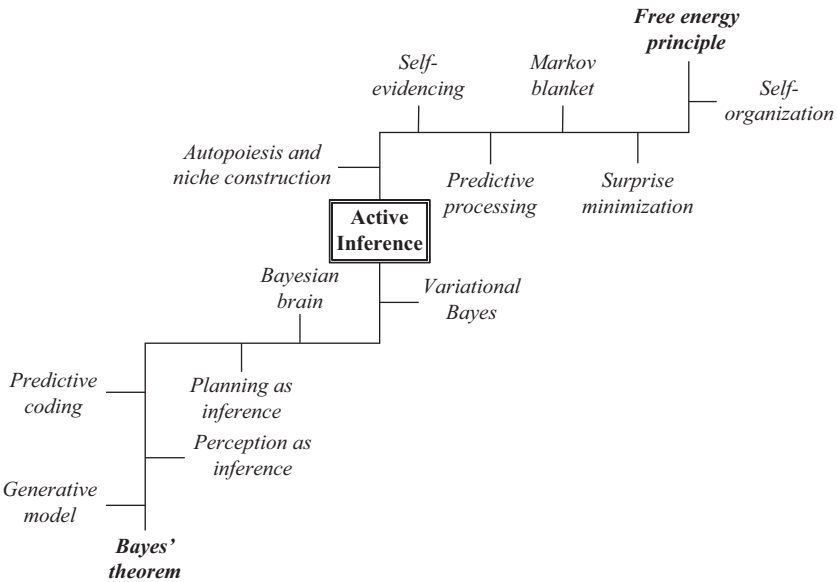 Free energy
principle
Self-
evidencing
Markov
blanket
Self-
organization
Autopoiesis and
niche construction
Predictive
processing
Surprise
minimization
Active
Inference
Bayesian
brain
Variational
Bayes
Predictive
coding
Planning as
inference
Perception as
inference
Generative
model
Bayes’
theorem